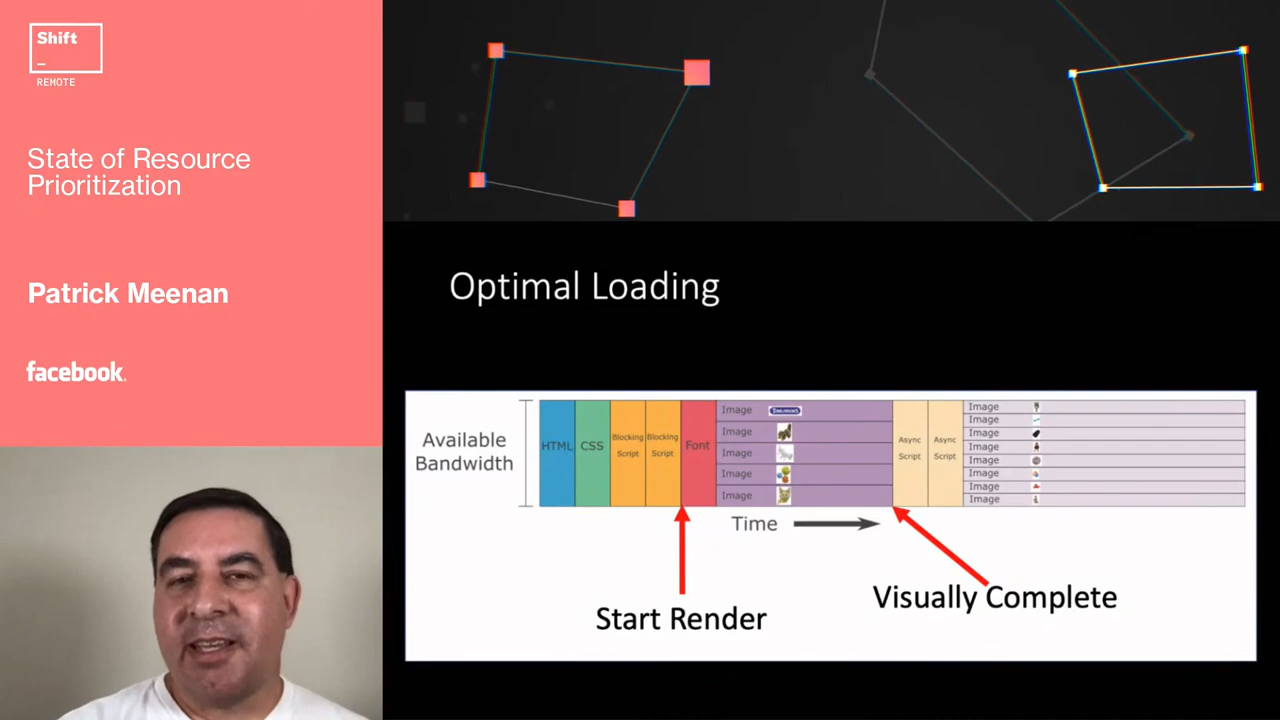 Shift
_
REMOTE
State of Resource
Prioritization
Patrick Meenan
facebook.
Optimal Loading
Available
Bandwidth
HTML
CSS
Blocking
Script
Blocking
Script
Font
Image
Image
Image
Image
Image
Async
Script
Async
Script
Image
Image
Image
Image
Image
Image
Image
Image
Time
Start Render
Visually Complete